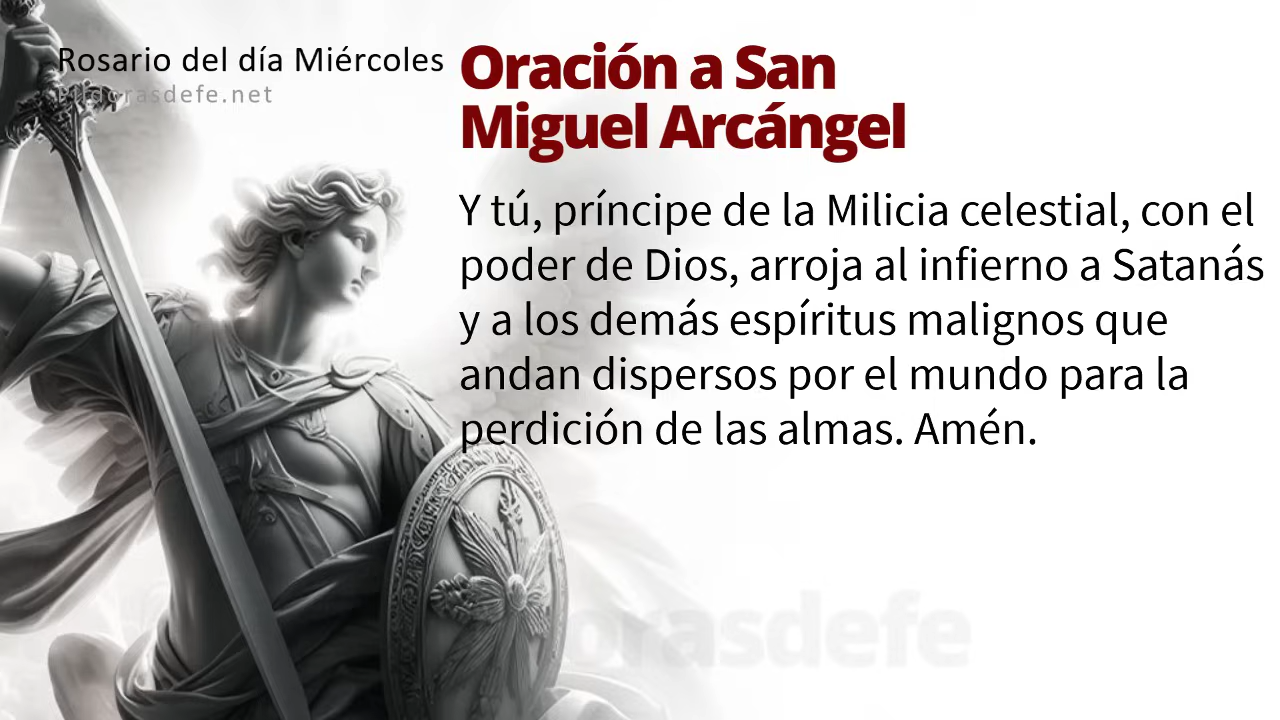 Rosario del día Miércoles
Oración a San
Miguel Arcángel
Y tú, príncipe de la Milicia celestial, con el
poder de Dios, arroja al infierno a Satanás
y a los demás espíritus malignos que
andan dispersos por el mundo para la
perdición de las almas. Amén.